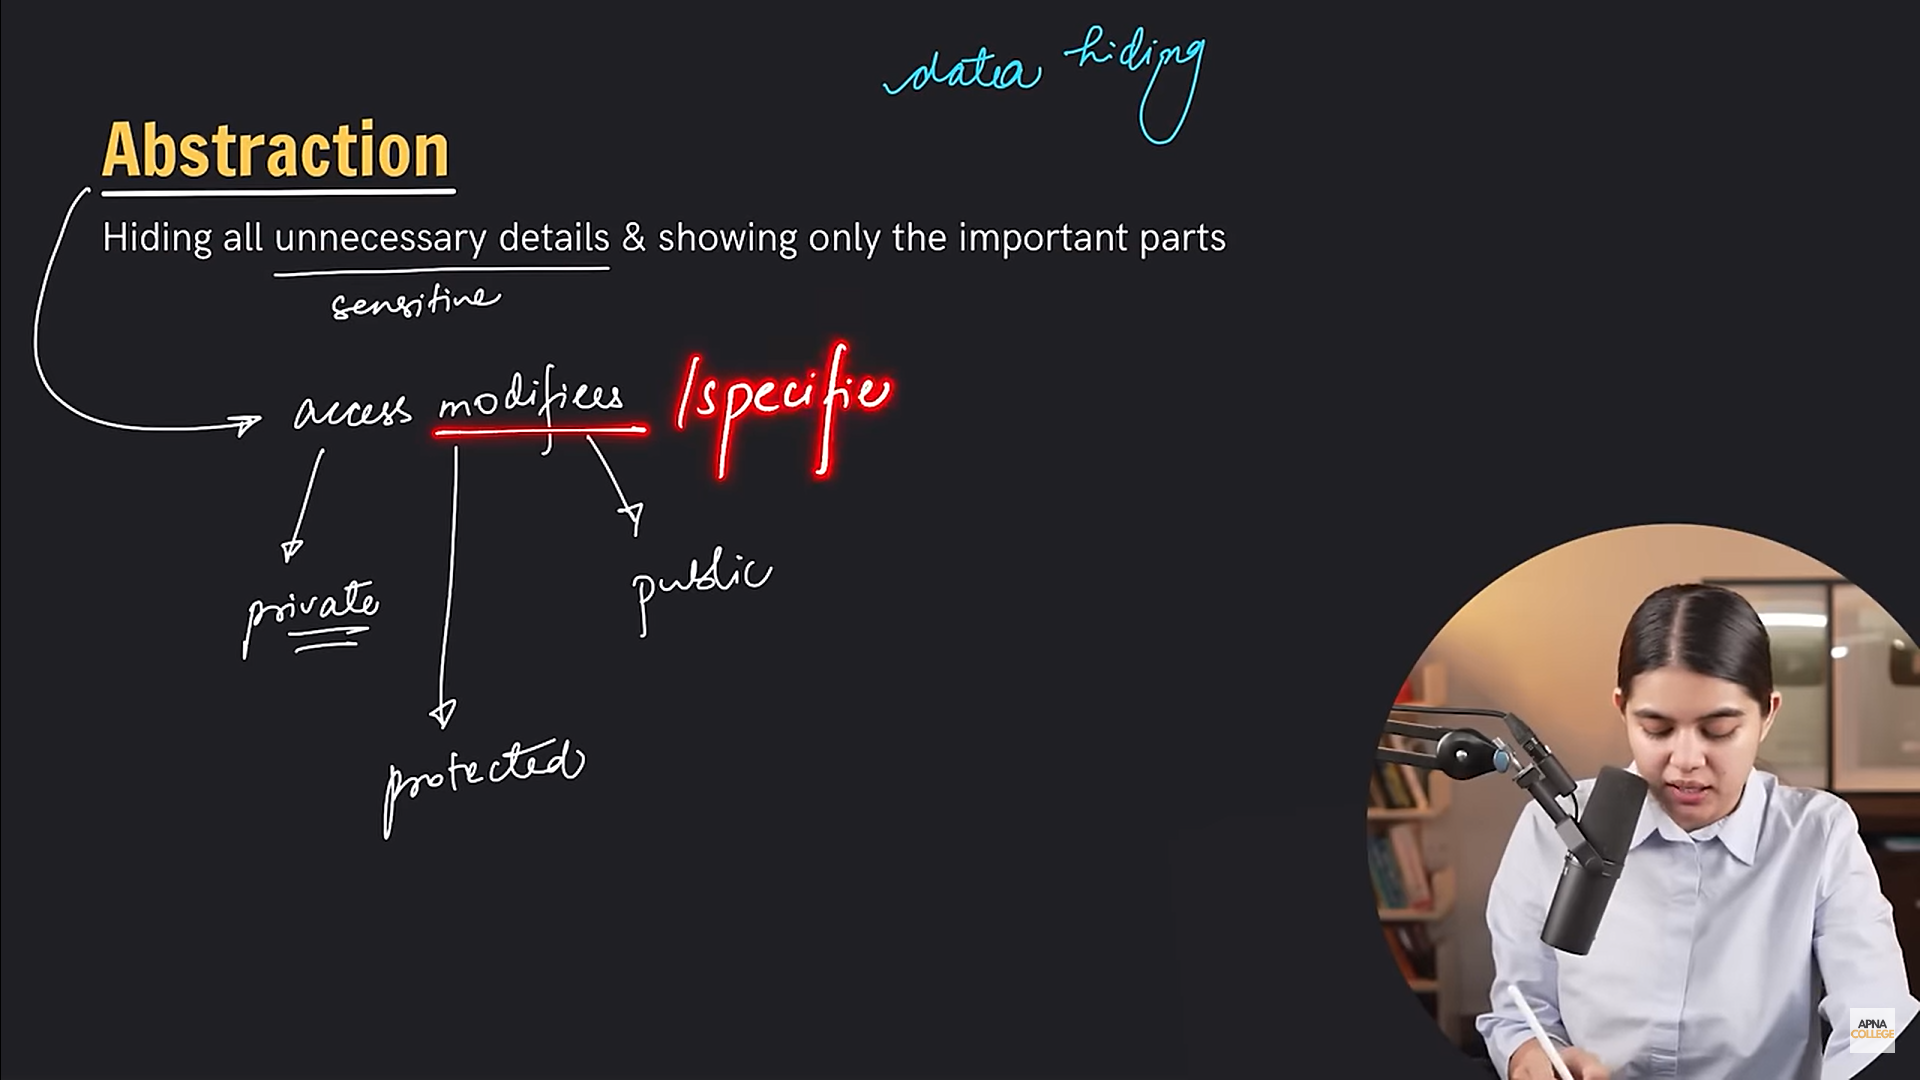 data hiding
Abstraction
Hiding all unnecessary details & showing only the important parts
sensitive
access modifiers /specifie
private
public
protected
APNA
COLLEGE